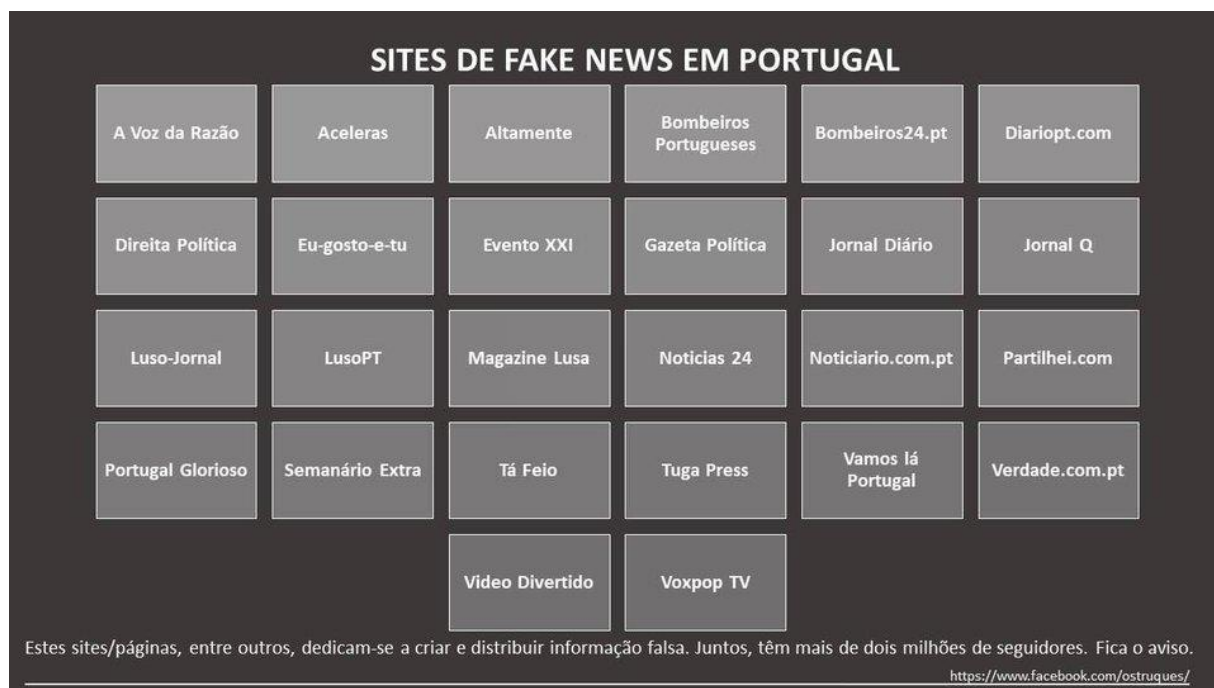 SITES DE FAKE NEWS EM PORTUGAL
A Voz da Razão
Aceleras
Altamente
Bombeiros
Portugueses
Bombeiros24.pt
Diariopt.com
Direita Política
Eu-gosto-e-tu
Evento XXI
Gazeta Política
Jornal Diário
Jornal Q
Luso-Jornal
LusoPT
Magazine Lusa
Noticias 24
Noticiario.com.pt
Partilhei.com
Portugal Glorioso
Semanário Extra
Tá Feio
Tuga Press
Vamos lá
Portugal
Verdade.com.pt
Video Divertido
Voxpop TV
Estes sites/páginas, entre outros, dedicam-se a criar e distribuir informação falsa. Juntos, têm mais de dois milhões de seguidores. Fica o aviso.
https://www.facebook.com/ostruques/